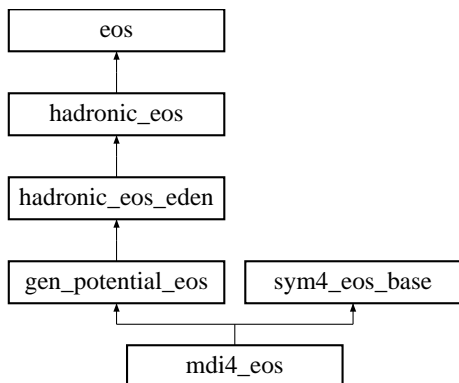 eos
hadronic_eos
hadronic_eos_eden
gen_potential_eos sym4_eos_base
mdi4_eos